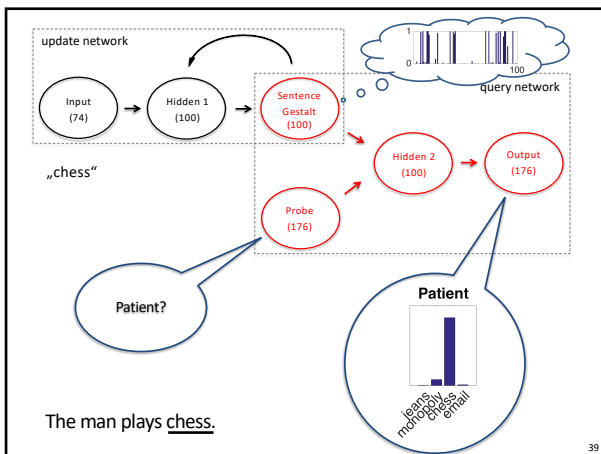 update network
1
0
100
query network
Input
(74)
Hidden 1
(100)
Sentence
Gestalt
(100)
Hidden 2
(100)
Output
(176)
„chess“
Probe
(176)
Patient?
Patient
jeans
monopoly
chess
email
The man plays chess.
39